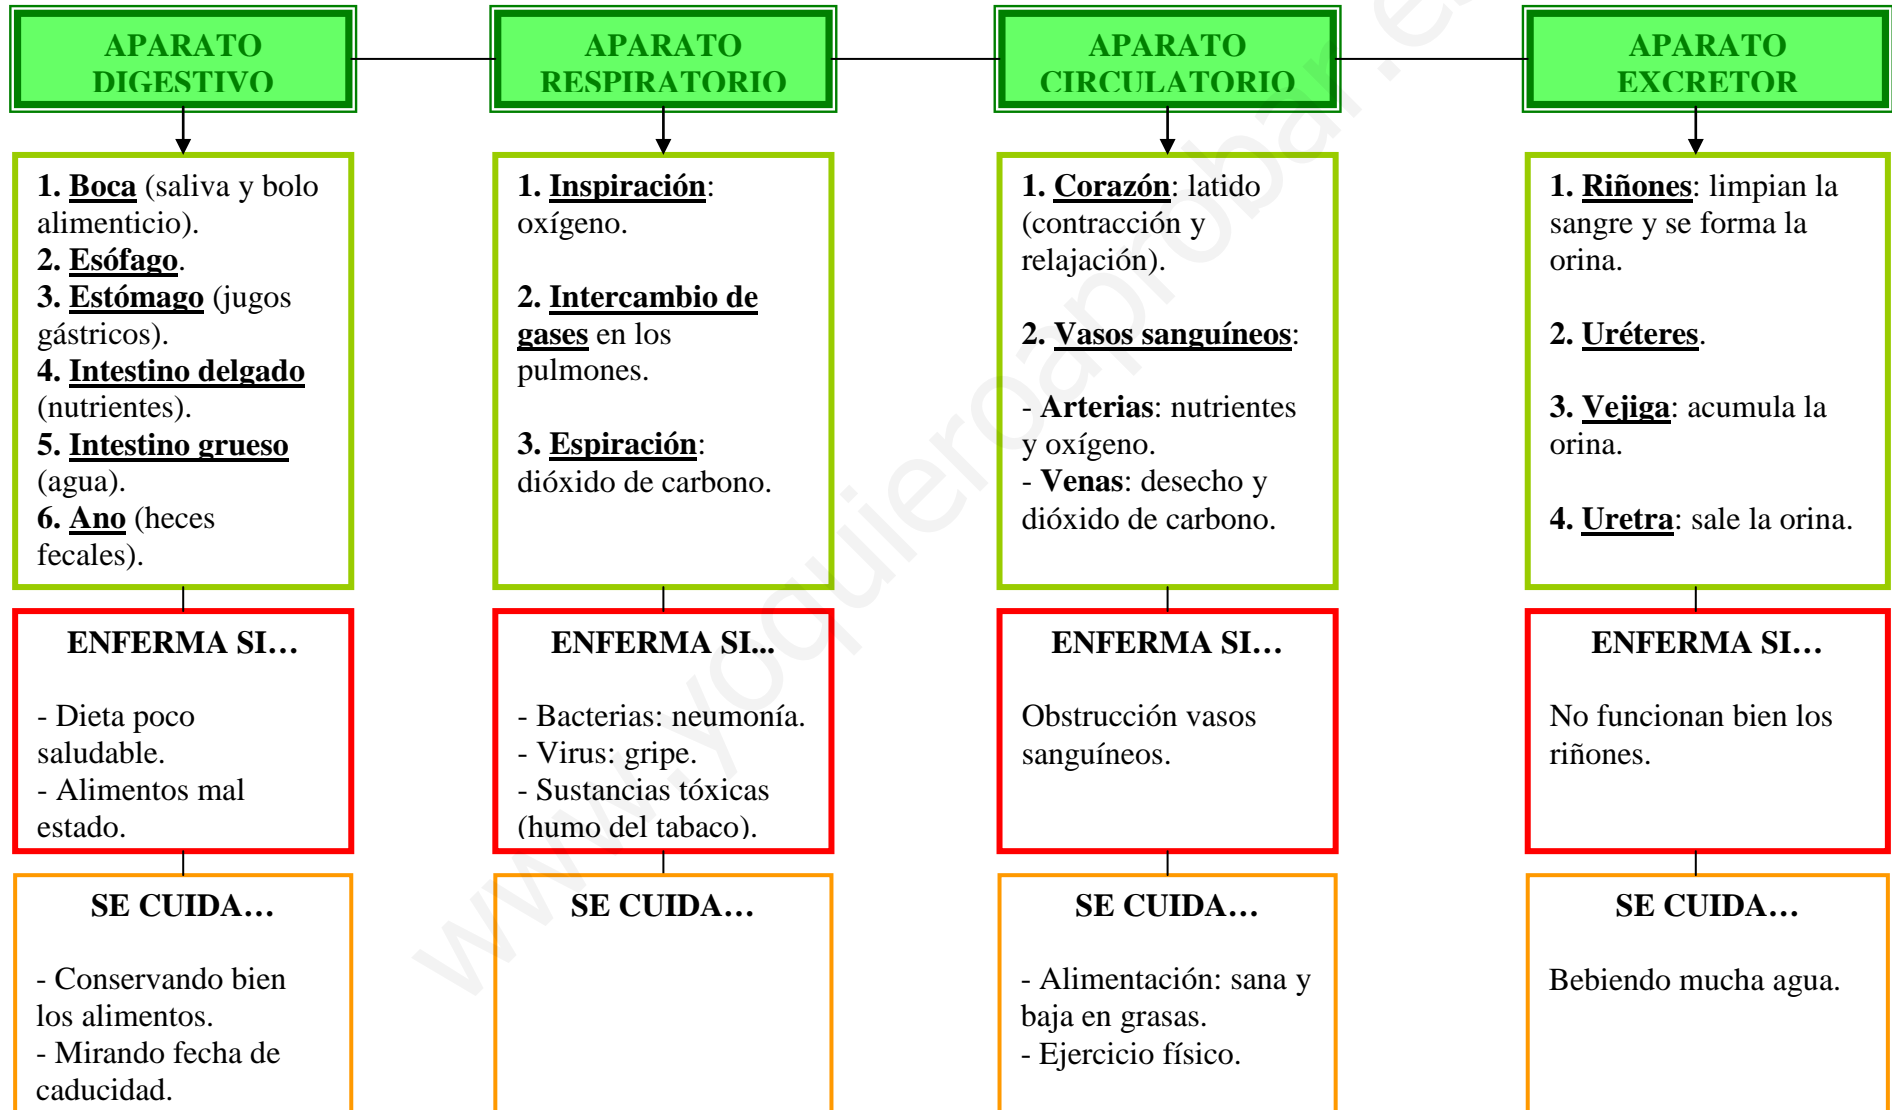 APARATO
DIGESTIVO
1. Boca (saliva y bolo
alimenticio).
2. Esófago.
3. Estómago (jugos
gástricos).
4. Intestino delgado
(nutrientes).
5. Intestino grueso
(agua).
6. Ano (heces
fecales).
ENFERMA SI…
- Dieta poco
saludable.
- Alimentos mal
estado.
SE CUIDA…
- Conservando bien
los alimentos.
- Mirando fecha de
caducidad.
APARATO
RESPIRATORIO
1. Inspiración:
oxígeno.
2. Intercambio de
gases en los
pulmones.
3. Espiración:
dióxido de carbono.
ENFERMA SI...
- Bacterias: neumonía.
- Virus: gripe.
- Sustancias tóxicas
(humo del tabaco).
SE CUIDA…
APARATO
CIRCULATORIO
1. Corazón: latido
(contracción y
relajación).
2. Vasos sanguíneos:
- Arterias: nutrientes
y oxígeno.
- Venas: desecho y
dióxido de carbono.
ENFERMA SI…
Obstrucción vasos
sanguíneos.
SE CUIDA…
- Alimentación: sana y
baja en grasas.
- Ejercicio físico.
APARATO
EXCRETOR
1. Riñones: limpian la
sangre y se forma la
orina.
2. Uréteres.
3. Vejiga: acumula la
orina.
4. Uretra: sale la orina.
ENFERMA SI…
No funcionan bien los
riñones.
SE CUIDA…
Bebiendo mucha agua.
www.yoquieroaprobar.es